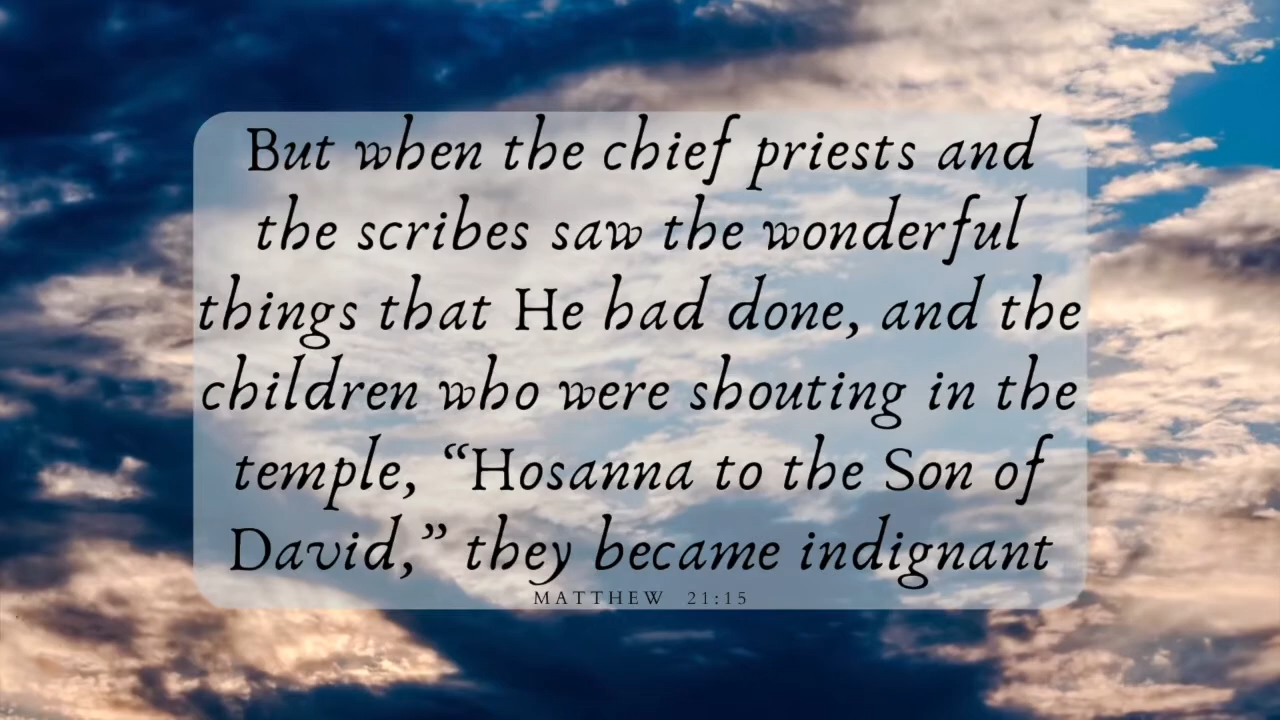 But when the chief priests and
the scribes saw the wonderful
things that He had done, and the
children who were shouting in the
temple, “Hosanna to the Son of
David,” they became indignant
MATTHEW 21:15